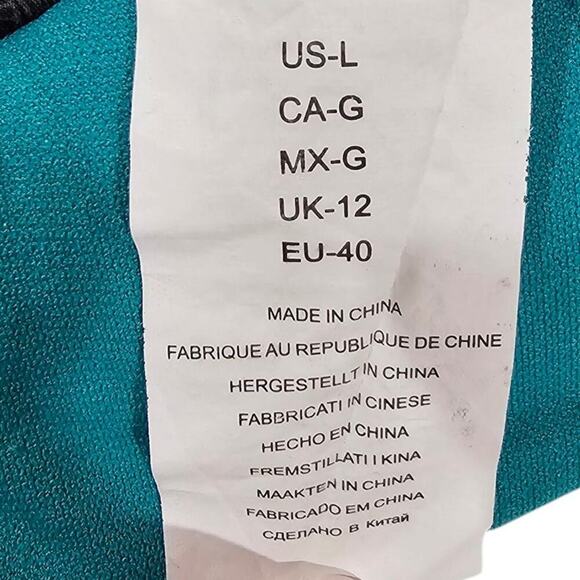 US-L
CA-G
MX-G
UK-12
EU-40
MADE IN CHINA
FABRIQUE AU REPUBLIQUE DE CHINE
HERGESTELLT IN CHINA
FABBRICATI IN CINESE
HECHO EN CHINA
FREMSTILLATI I KINA
MAAKTEN IN CHINA
FABRICADO EM CHINA
СДЕЛАНО В Китай